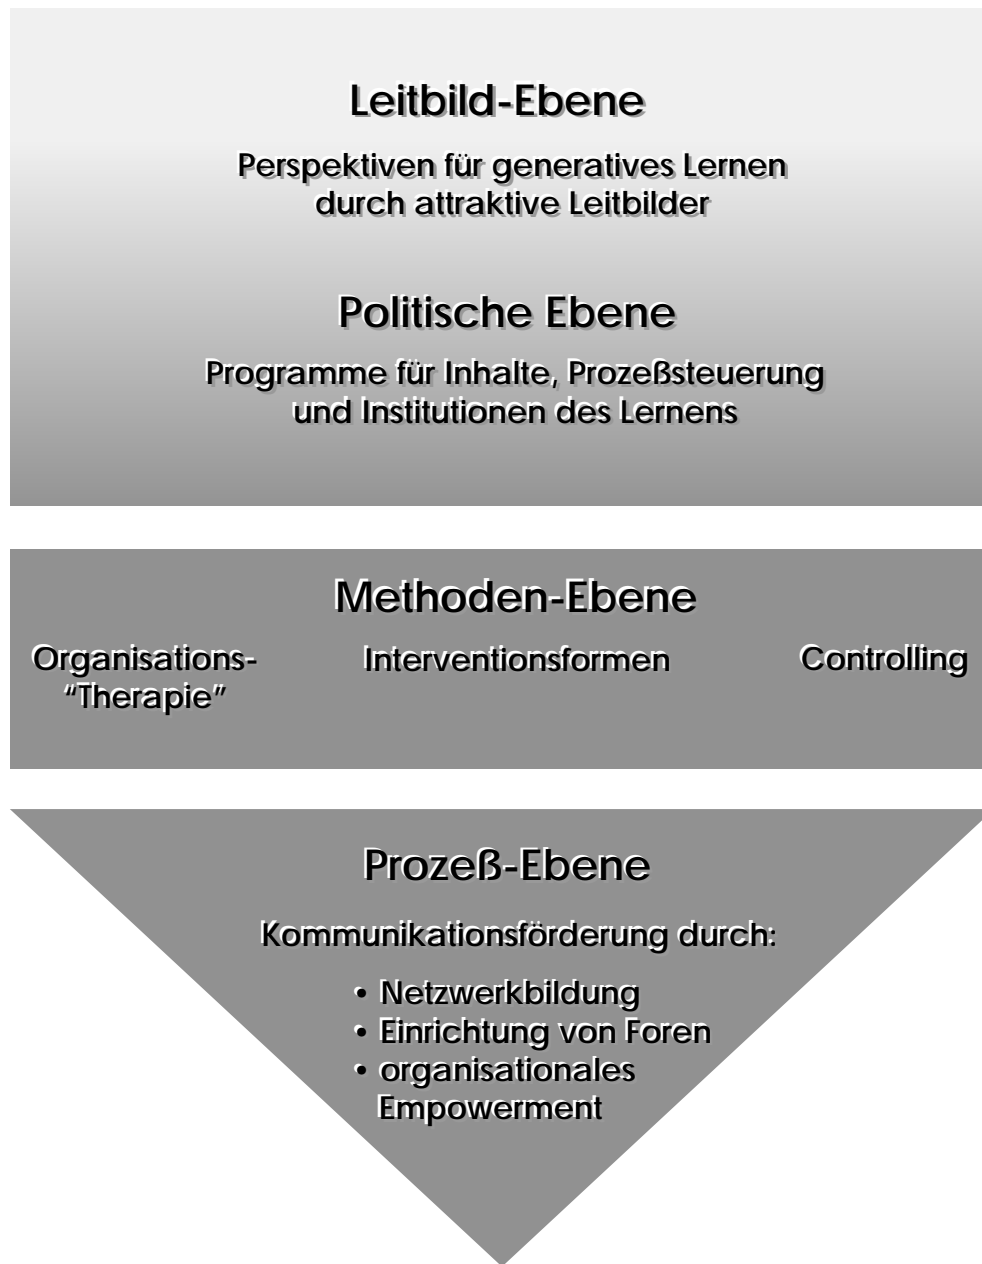 Leitbild-Ebene
Perspektiven für generatives Lernen
durch attraktive Leitbilder
Politische Ebene
Programme für Inhalte, Prozeßsteuerung
und Institutionen des Lernens
Methoden-Ebene
Organisations-
“Therapie”
Interventionsformen
Controlling
Prozeß-Ebene
Kommunikationsförderung durch:
• Netzwerkbildung
• Einrichtung von Foren
• organisationales
Empowerment